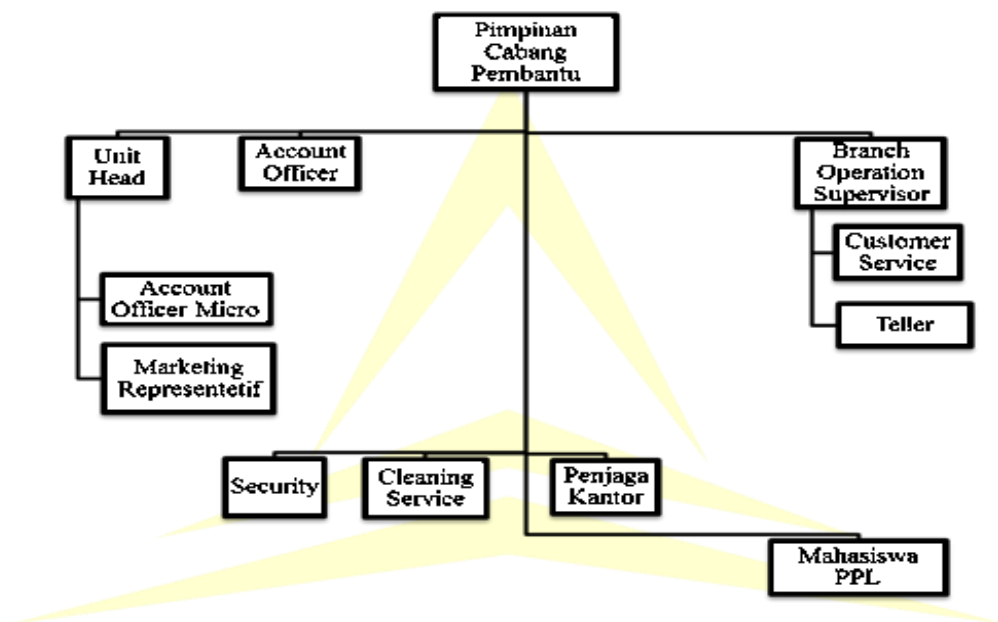 Pimpinan
Cabang
Pembantu
Unit
Head
Account
Officer
Branch
Operation
Supervisor
Customer
Service
Account
Officer Micro
Teller
Marketing
Representetif
Security
Cleaning
Service
Penjaga
Kantor
Mahasiswa
PPL